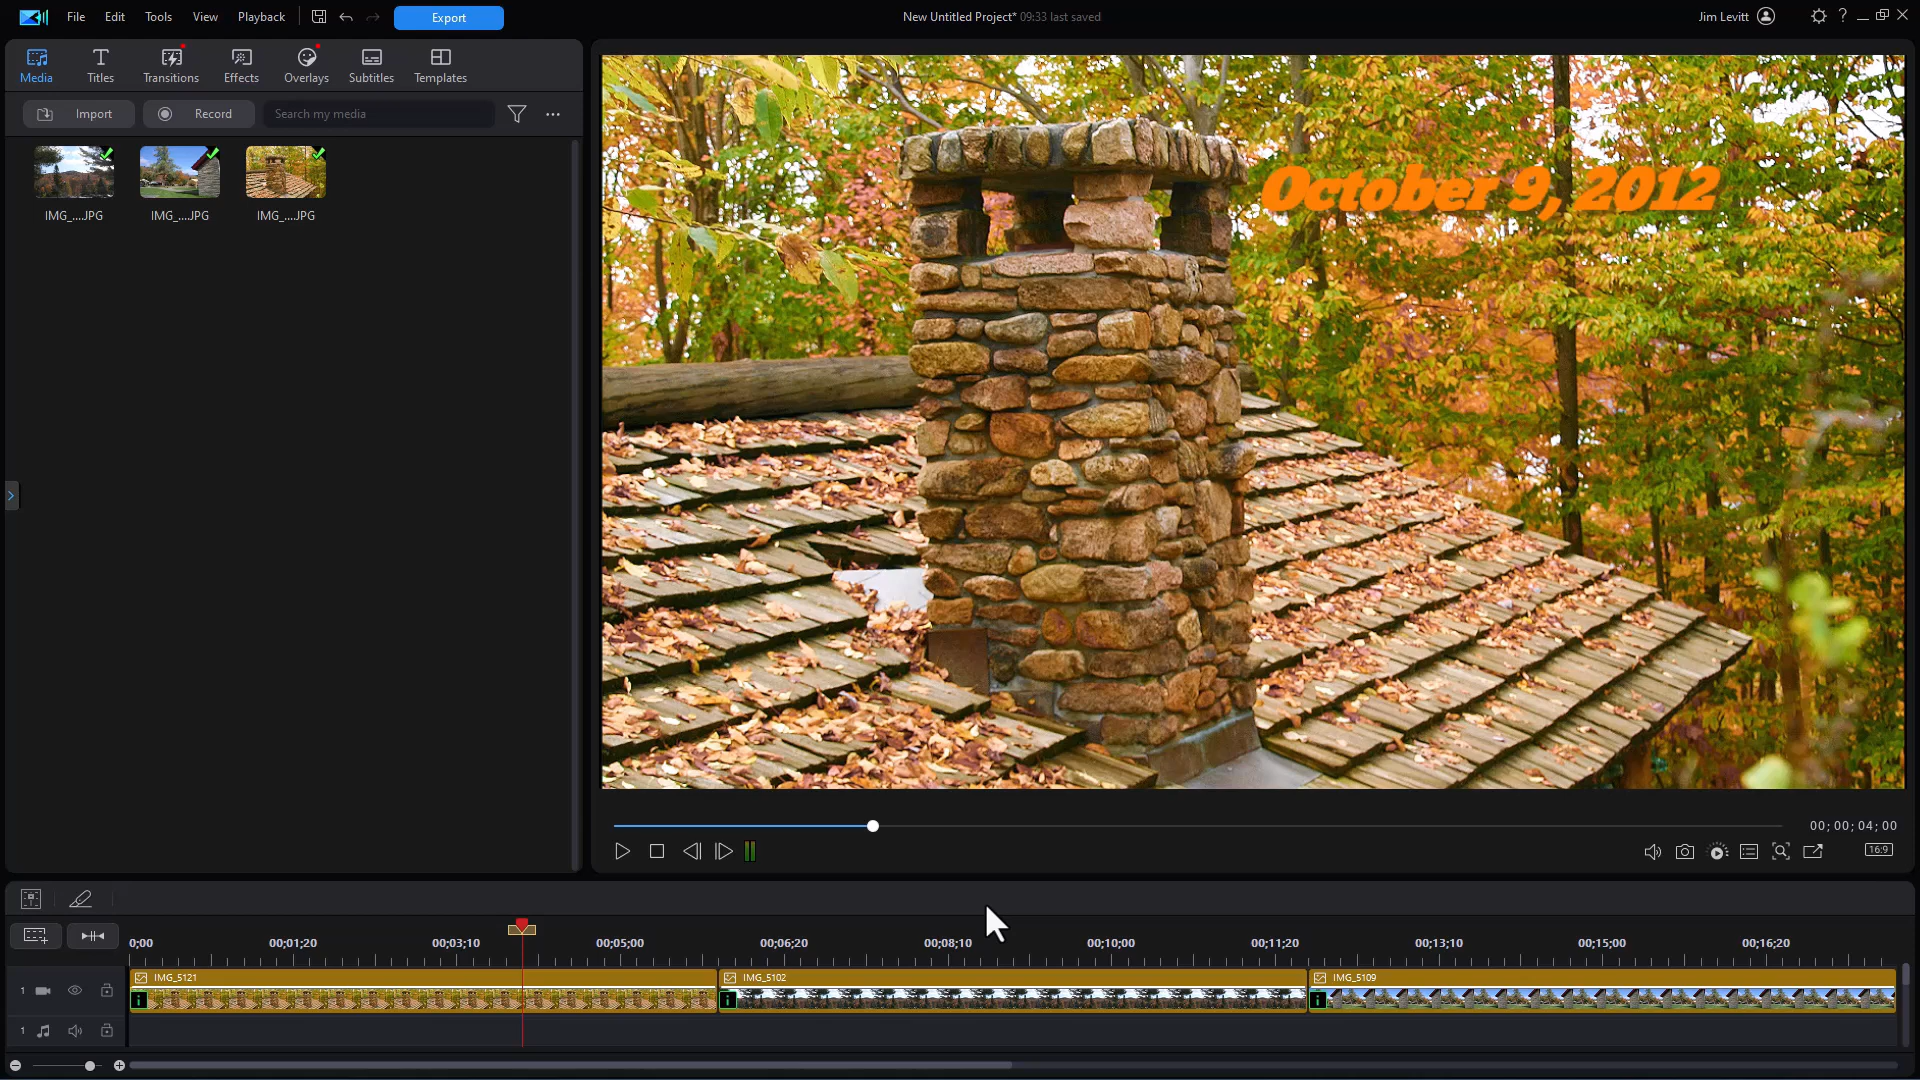 File Edit Tools View Playback Export New Untitled Project* 09:33 last saved Jim Levitt ?
Media Titles Transitions Effects Overlays Subtitles Templates
Import Record Search my media
IMG_....JPG IMG_....JPG IMG_....JPG
October 9, 2012
00;00;04;00
16:9
0;00 00;01;20 00;03;10 00;05;00 00;06;20 00;08;10 00;10;00 00;11;20 00;13;10 00;15;00 00;16;20
IMG_5121 IMG_5102 IMG_5109
1 i i i
1